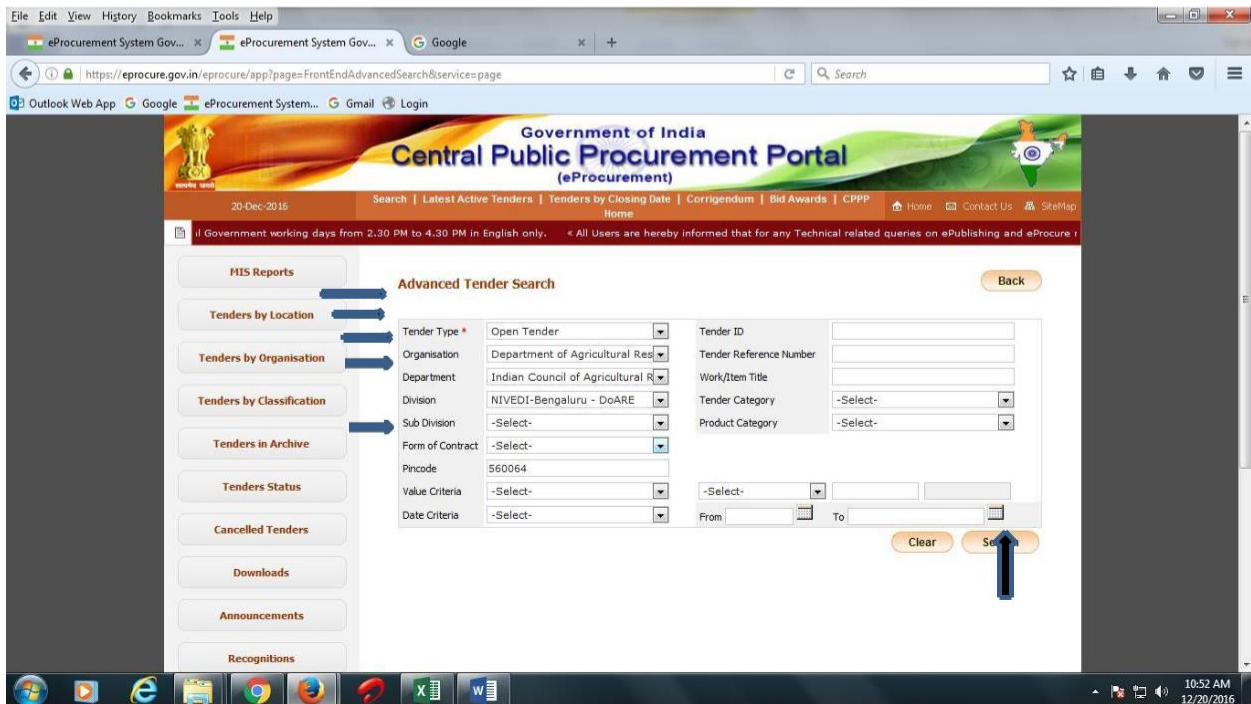 File Edit View History Bookmarks Tools Help
eProcurement System Gov... × eProcurement System Gov... × Google × +
https://eprocure.gov.in/eprocure/app?page=FrontEndAdvancedSearch&service=page Search
Outlook Web App Google eProcurement System... Gmail Login
Government of India
Central Public Procurement Portal
(eProcurement)
सत्यमेव जयते
20-Dec-2016 Search | Latest Active Tenders | Tenders by Closing Date | Corrigendum | Bid Awards | CPPP Home Home Contact Us SiteMap
il Government working days from 2.30 PM to 4.30 PM in English only. « All Users are hereby informed that for any Technical related queries on ePublishing and eProcure
MIS Reports
Tenders by Location
Tenders by Organisation
Tenders by Classification
Tenders in Archive
Tenders Status
Cancelled Tenders
Downloads
Announcements
Recognitions
Advanced Tender Search Back
Tender Type * Open Tender Tender ID
Organisation Department of Agricultural Res Tender Reference Number
Department Indian Council of Agricultural R Work/Item Title
Division NIVEDI-Bengaluru - DoARE Tender Category -Select-
Sub Division -Select- Product Category -Select-
Form of Contract -Select-
Pincode 560064
Value Criteria -Select- -Select-
Date Criteria -Select- From To
Clear
10:52 AM
12/20/2016